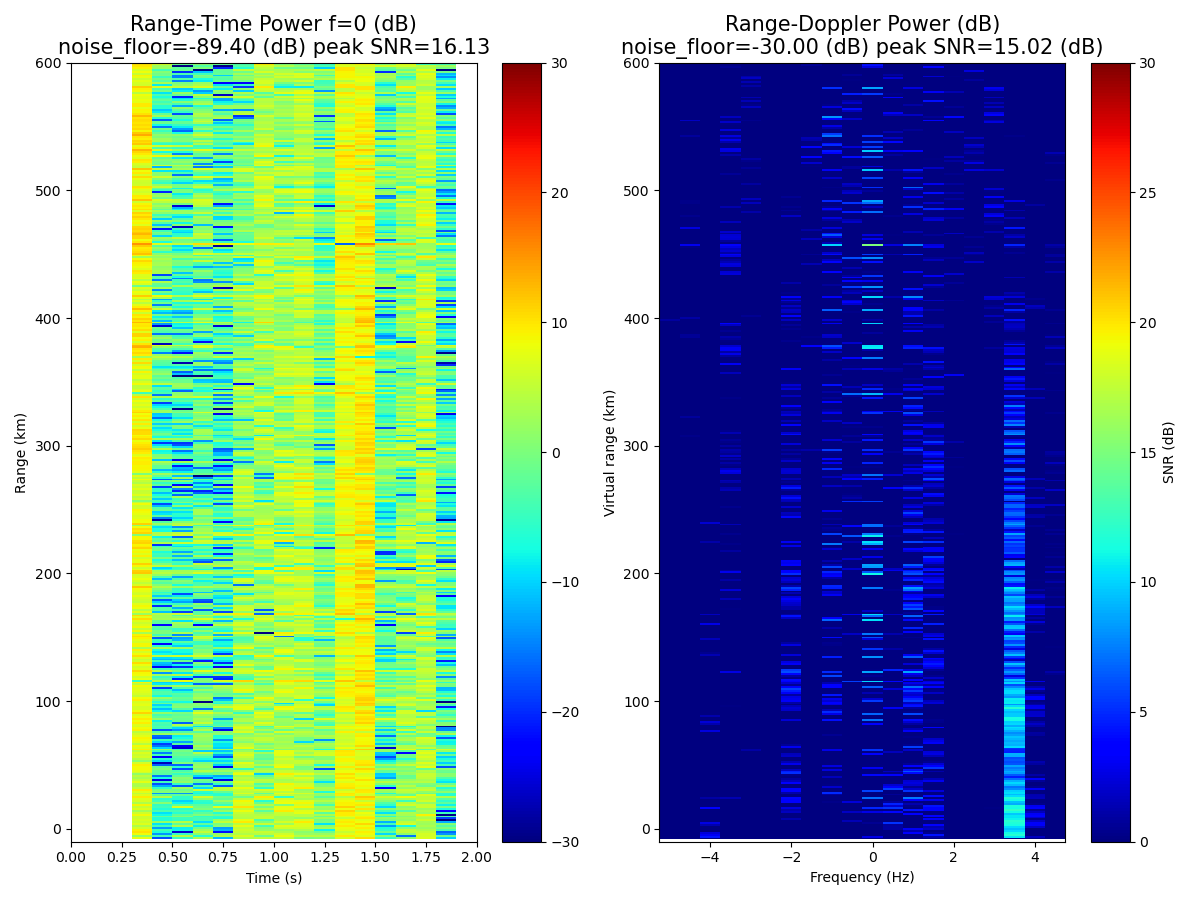 Range-Time Power f=0 (dB)
noise_floor=-89.40 (dB) peak SNR=16.13
600
500
400
300
200
100
0
Range (km)
0.00 0.25 0.50 0.75 1.00 1.25 1.50 1.75 2.00
Time (s)
30
20
10
0
−10
−20
−30
Range-Doppler Power (dB)
noise_floor=-30.00 (dB) peak SNR=15.02 (dB)
600
500
400
300
200
100
0
Virtual range (km)
−4 −2 0 2 4
Frequency (Hz)
30
25
20
15
10
5
0
SNR (dB)